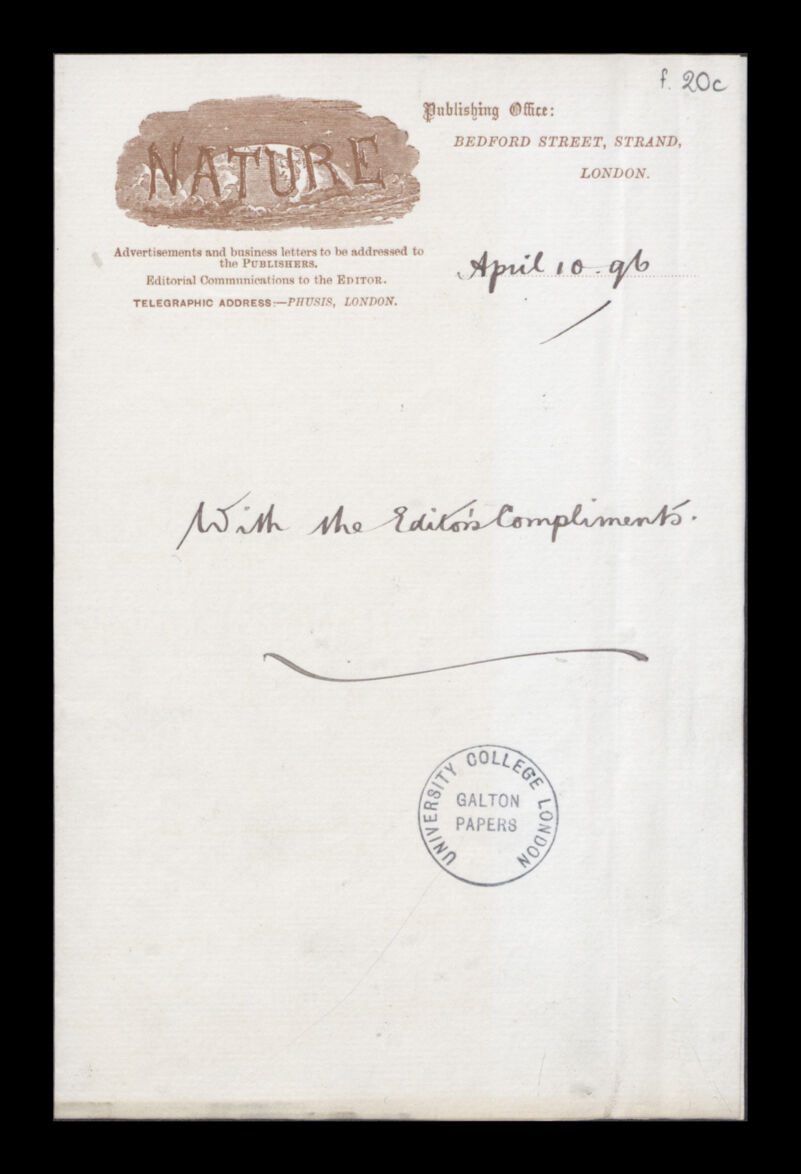 f. 20c
NATURE
Publishing Office:
BEDFORD STREET, STRAND,
LONDON.
Advertisements and business letters to be addressed to
the PUBLISHERS.
Editorial Communications to the EDITOR.
TELEGRAPHIC ADDRESS:—PHUSIS, LONDON.
April 10. 96
With the Editor's Compliments.
UNIVERSITY COLLEGE LONDON
GALTON
PAPERS